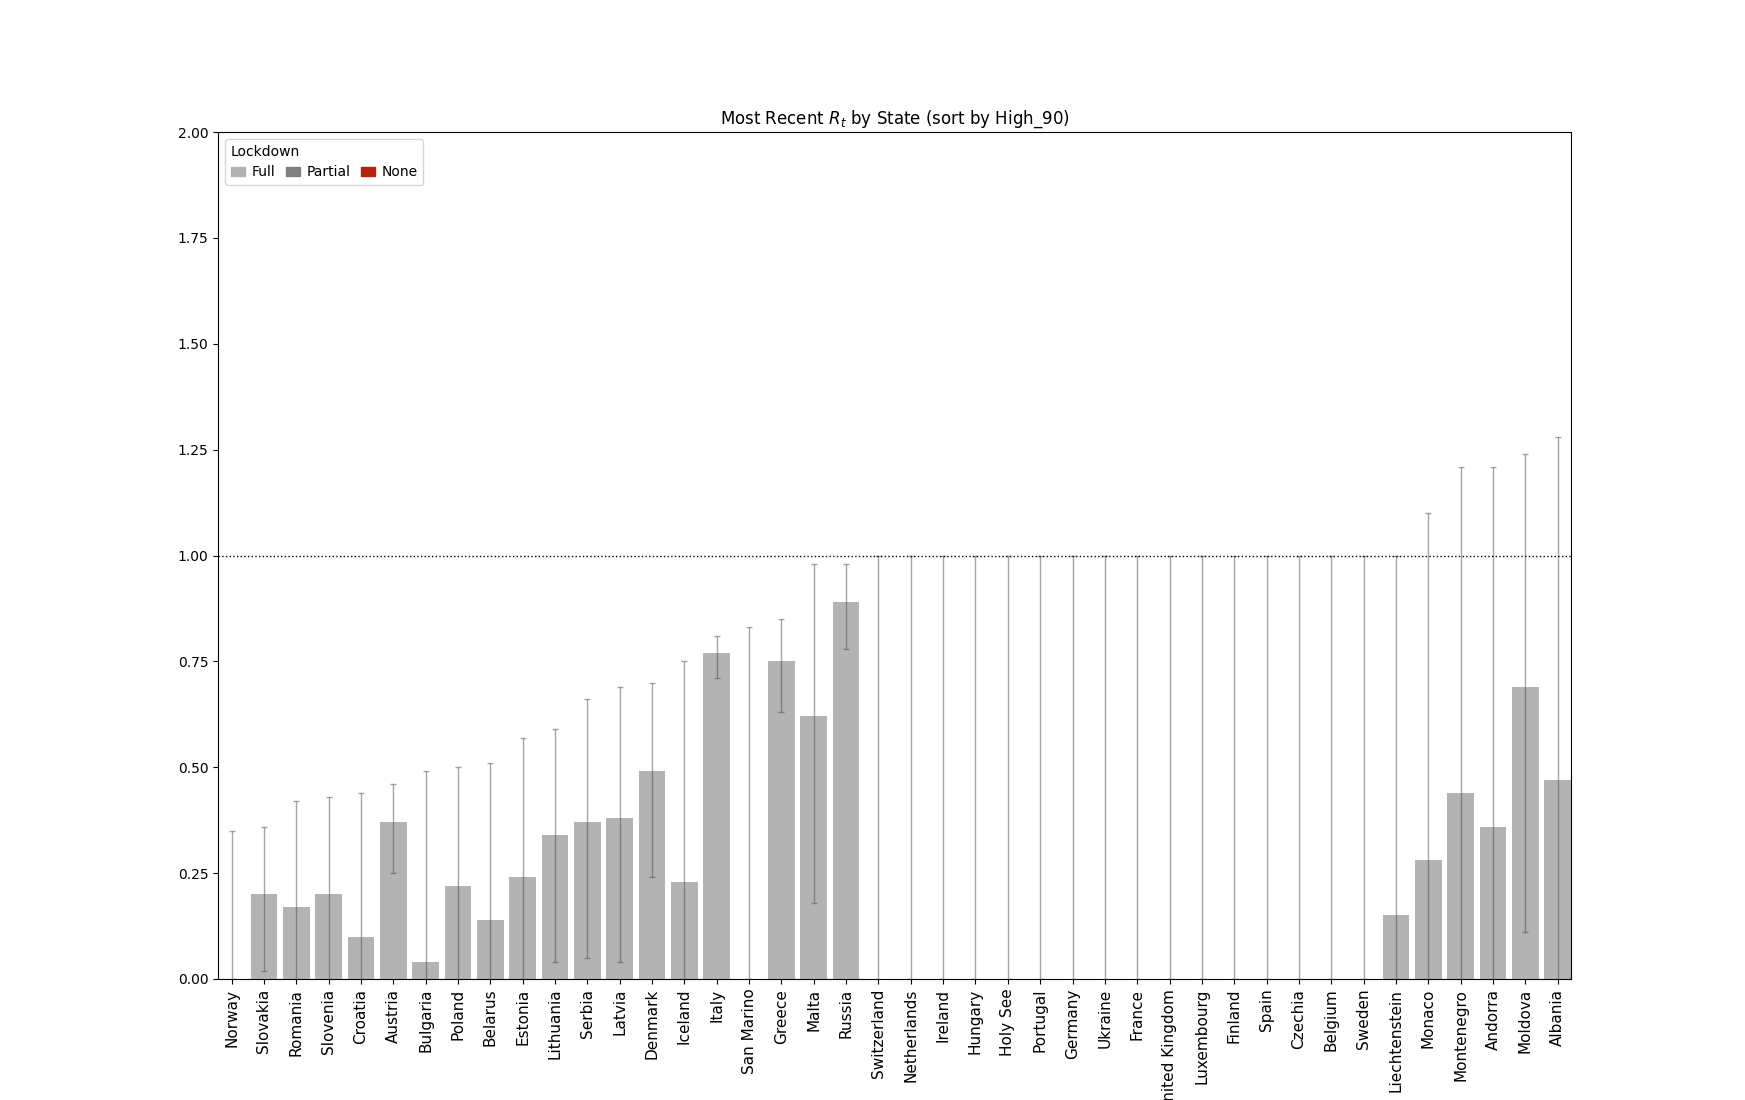 Most Recent R_t by State (sort by High_90)
Lockdown
Full Partial None
2.00
1.75
1.50
1.25
1.00
0.75
0.50
0.25
0.00
Norway
Slovakia
Romania
Slovenia
Croatia
Austria
Bulgaria
Poland
Belarus
Estonia
Lithuania
Serbia
Latvia
Denmark
Iceland
Italy
San Marino
Greece
Malta
Russia
Switzerland
Netherlands
Ireland
Hungary
Holy See
Portugal
Germany
Ukraine
France
nited Kingdom
Luxembourg
Finland
Spain
Czechia
Belgium
Sweden
Liechtenstein
Monaco
Montenegro
Andorra
Moldova
Albania